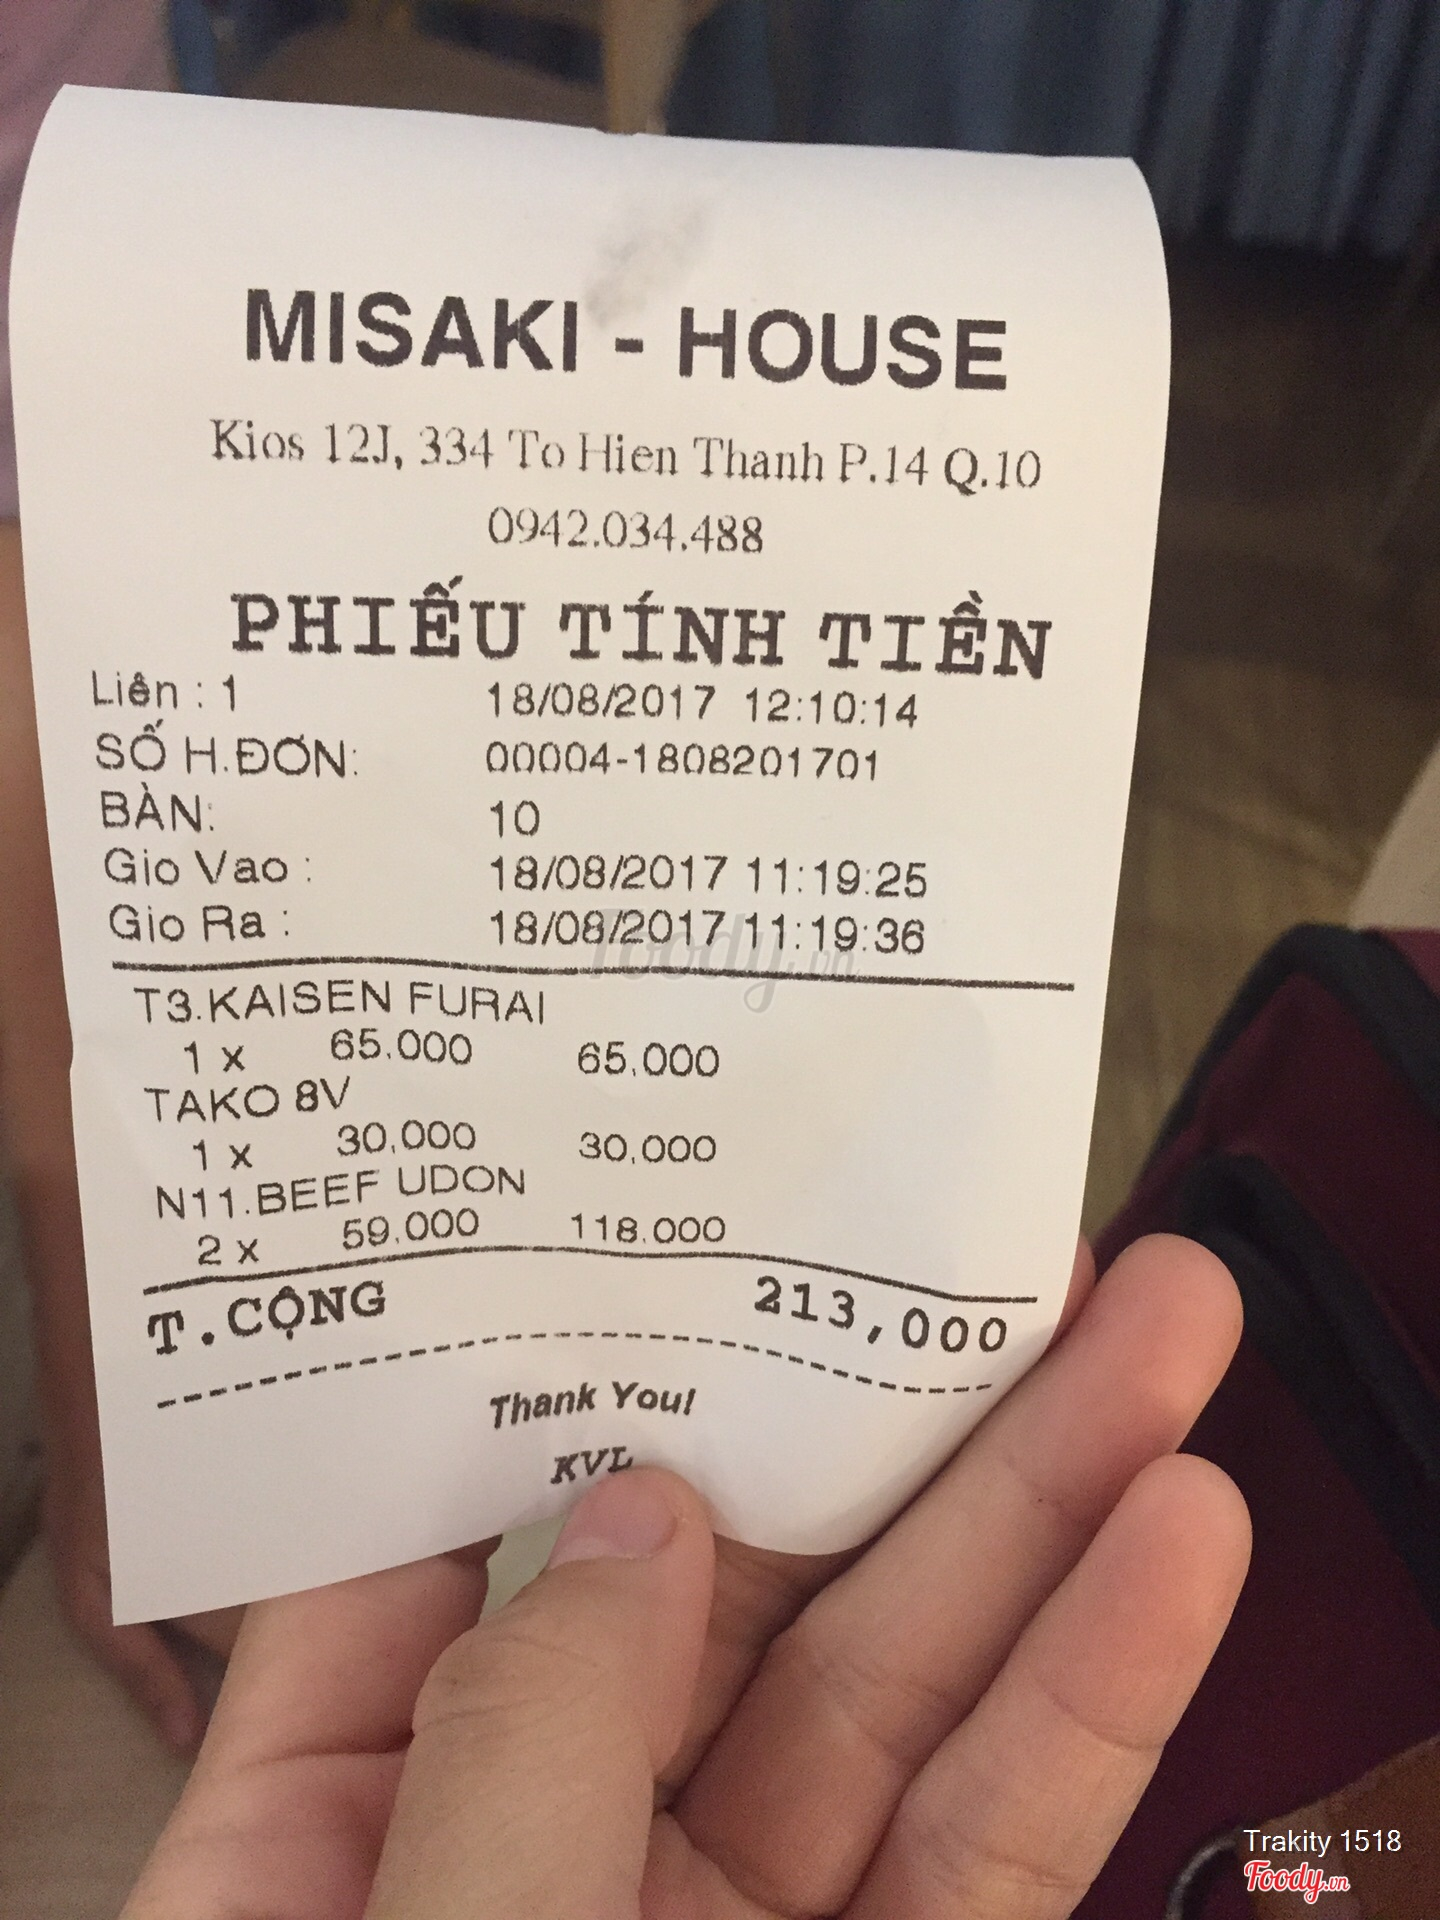 MISAKI - HOUSE
Kios 12J, 334 To Hien Thanh P.14 Q.10
0942.034.488
PHIẾU TÍNH TIỀN
Liên : 1 18/08/2017 12:10:14
SỐ H.ĐƠN: 00004-1808201701
BÀN: 10
Gio Vao : 18/08/2017 11:19:25
Gio Ra : 18/08/2017 11:19:36
Foody.vn
T3.KAISEN FURAI
1 x 65.000 65,000
TAKO 8V
1 x 30,000 30,000
N11.BEEF UDON
2 x 59.000 118.000
T.CỘNG 213,000
Thank You!
KVL
Trakity 1518
Foody.vn